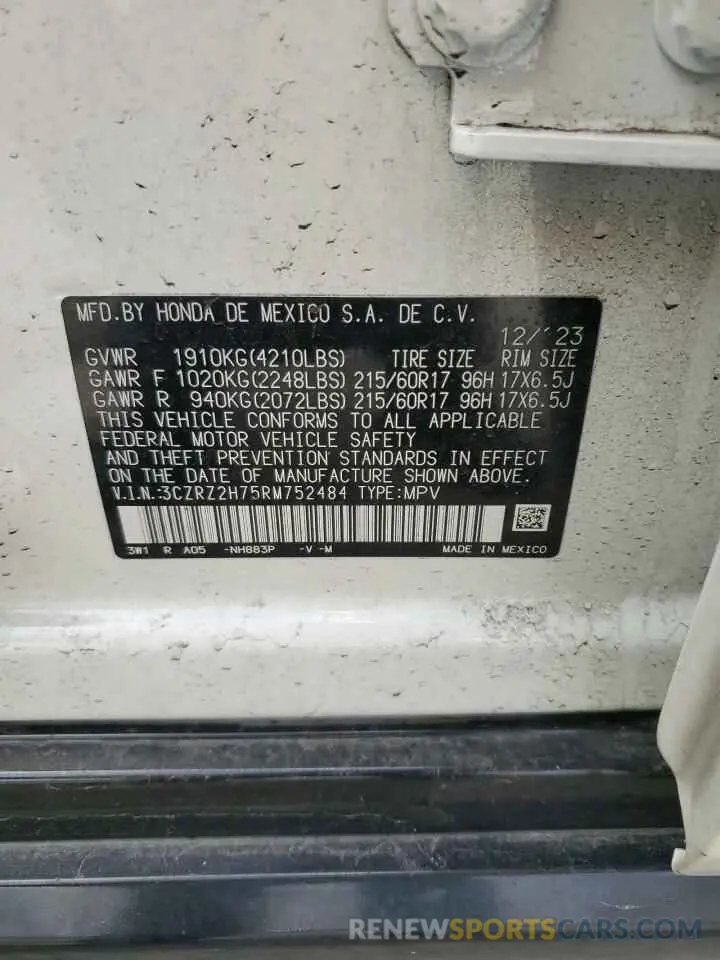 MFD.BY HONDA DE MEXICO S.A. DE C.V.
12/'23
GVWR 1910KG(4210LBS) TIRE SIZE RIM SIZE
GAWR F 1020KG(2248LBS) 215/60R17 96H 17X6.5J
GAWR R 940KG(2072LBS) 215/60R17 96H 17X6.5J
THIS VEHICLE CONFORMS TO ALL APPLICABLE
FEDERAL MOTOR VEHICLE SAFETY
AND THEFT PREVENTION STANDARDS IN EFFECT
ON THE DATE OF MANUFACTURE SHOWN ABOVE.
V.I.N.:3CZRZ2H75RM752484 TYPE:MPV
3W1 R A05 -NH883P -V -M MADE IN MEXICO
RENEWSPORTSCARS.COM